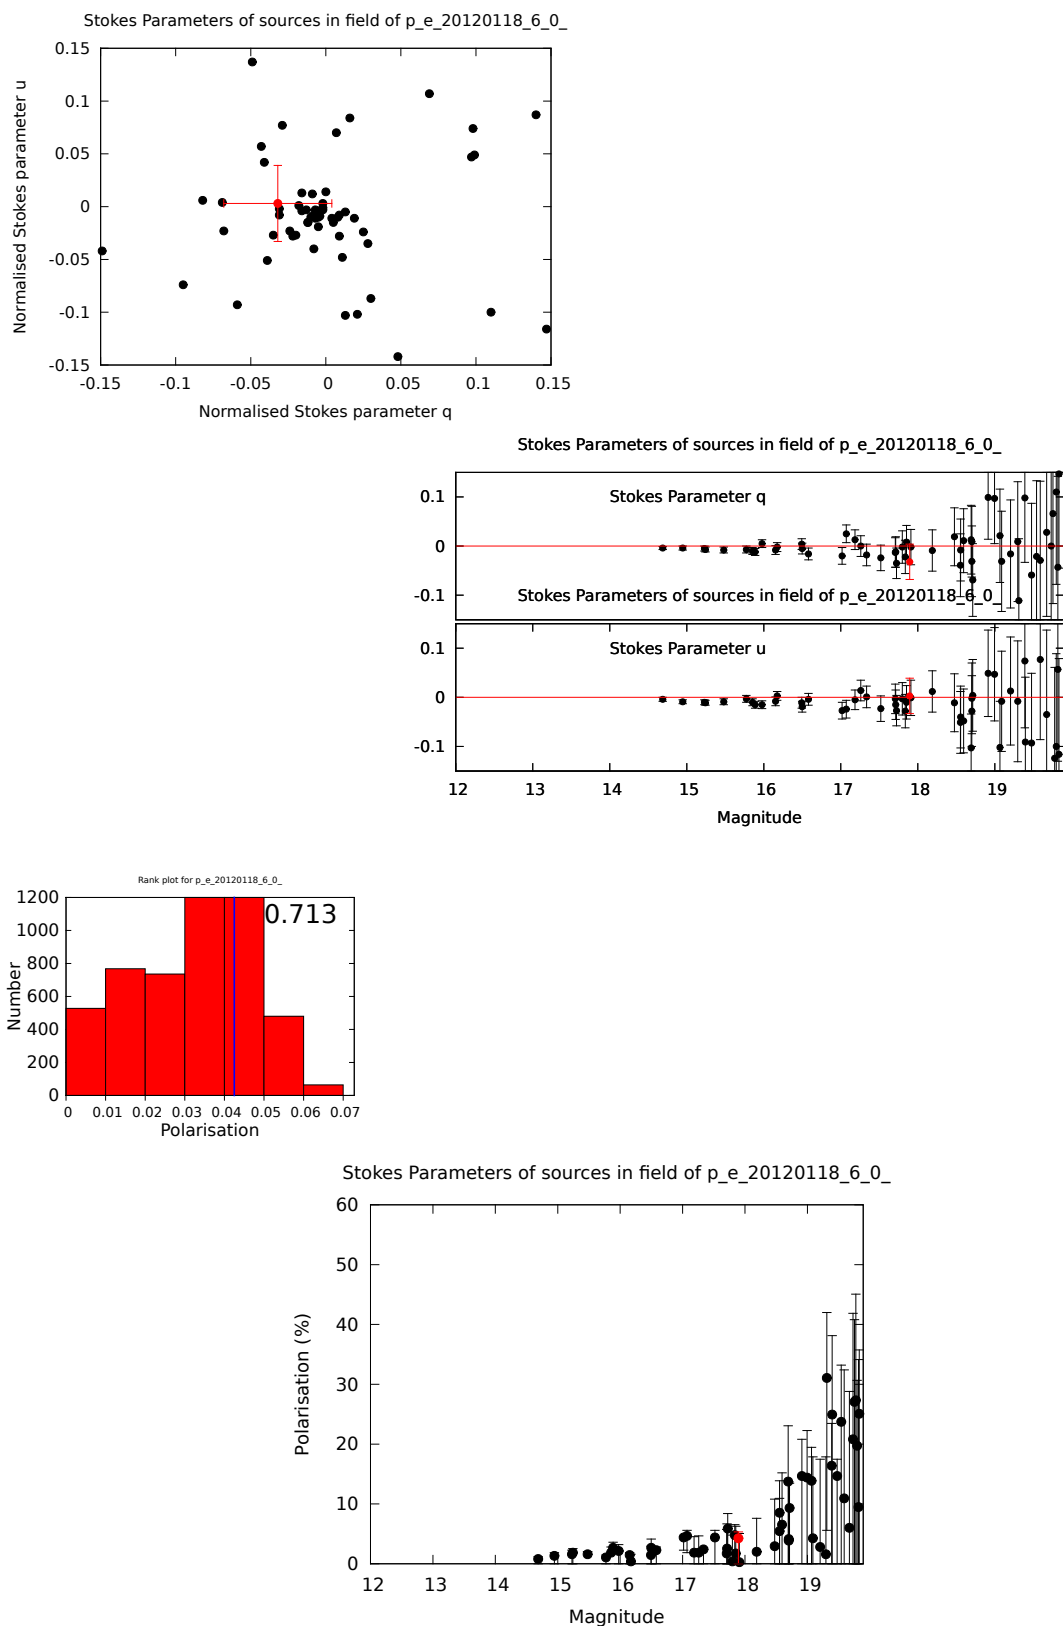 Stokes Parameters of sources in field of p_e_20120118_6_0_
Normalised Stokes parameter u
0.15
0.1
0.05
0
-0.05
-0.1
-0.15
-0.15 -0.1 -0.05 0 0.05 0.1 0.15
Normalised Stokes parameter q
Stokes Parameters of sources in field of p_e_20120118_6_0_
Stokes Parameter q
0.1
0
-0.1
Stokes Parameters of sources in field of p_e_20120118_6_0_
Stokes Parameter u
0.1
0
-0.1
12 13 14 15 16 17 18 19
Magnitude
Rank plot for p_e_20120118_6_0_
0.713
Number
1200
1000
800
600
400
200
0
0 0.01 0.02 0.03 0.04 0.05 0.06 0.07
Polarisation
Stokes Parameters of sources in field of p_e_20120118_6_0_
Polarisation (%)
60
50
40
30
20
10
0
12 13 14 15 16 17 18 19
Magnitude